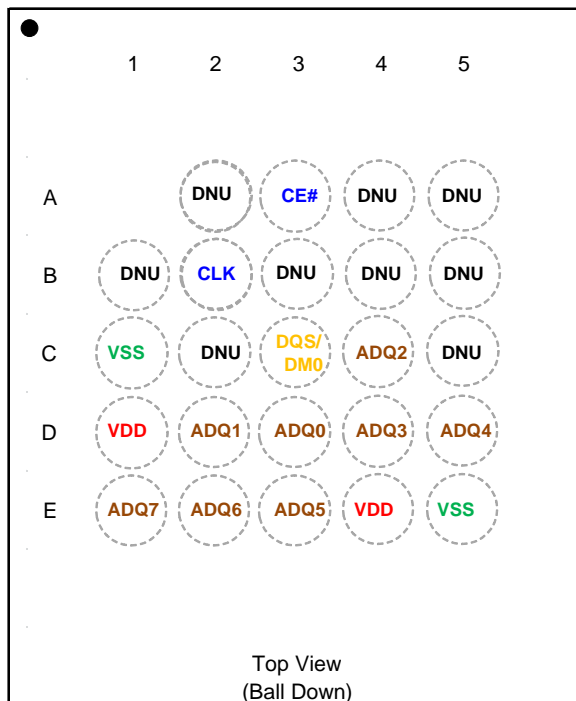 1 2 3 4 5
A DNU CE# DNU DNU
B DNU CLK DNU DNU DNU
C VSS DNU DQS/ DM0 ADQ2 DNU
D VDD ADQ1 ADQ0 ADQ3 ADQ4
E ADQ7 ADQ6 ADQ5 VDD VSS
Top View
(Ball Down)